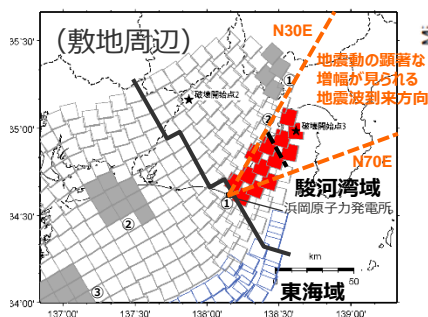 35°30'
(敷地周辺)
N30E
地震動の顕著な
増幅が見られる
地震波到来方向
①
破壊開始点2
②
35°00'
破壊開始点3
N70E
駿河湾域
①
浜岡原子力発電所
34°30'
②
km
0
50
東海域
③
34°00'
137°00'
137°30'
138°00'
138°30'
139°00'